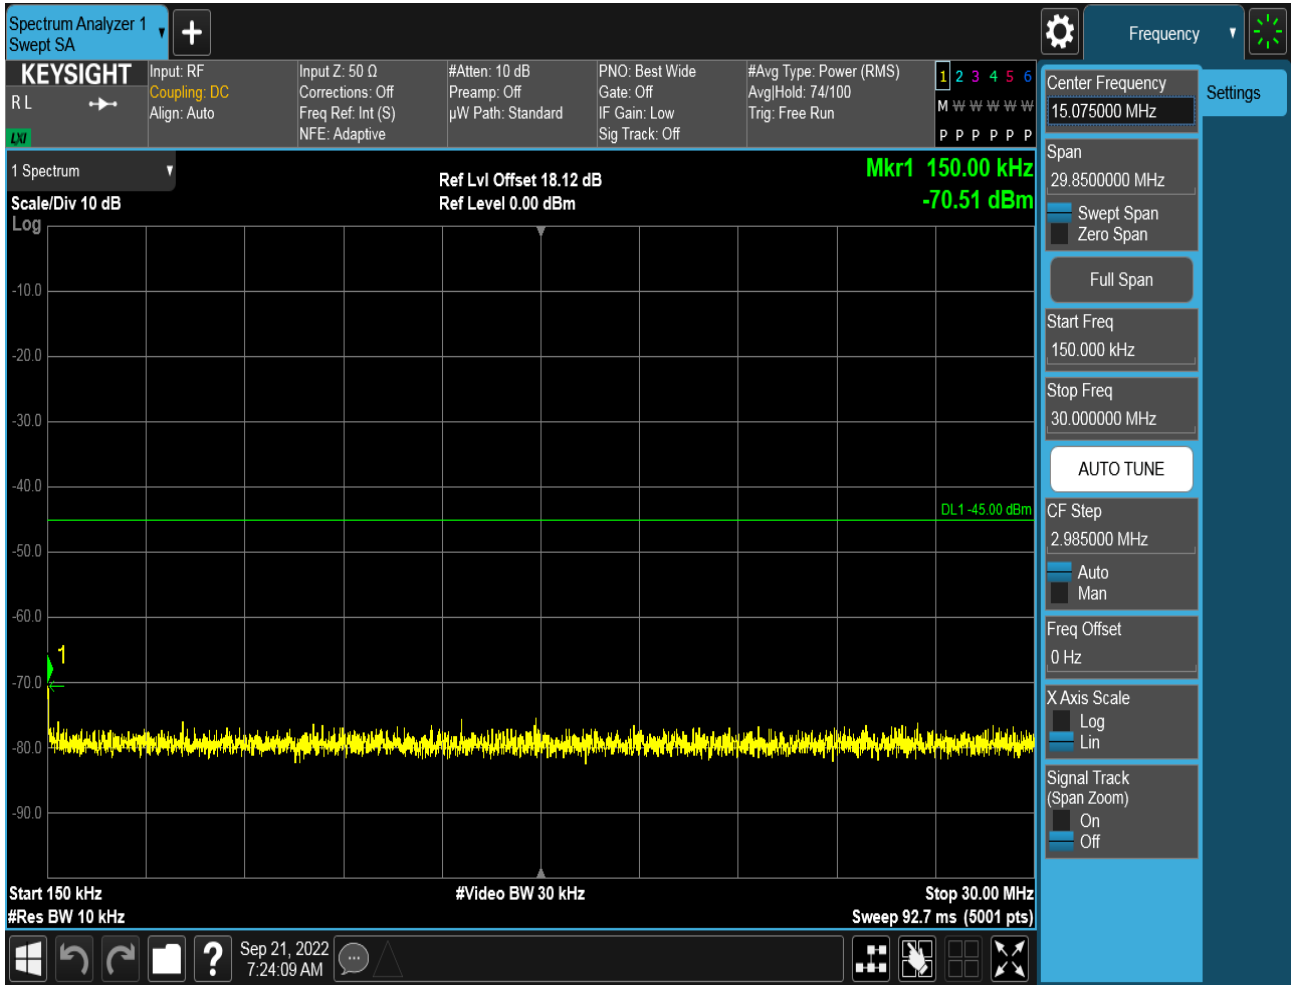 Spectrum Analyzer 1
Swept SA
Frequency
KEYSIGHT
R L
LXI
Input: RF
Coupling: DC
Align: Auto
Input Z: 50 Ω
Corrections: Off
Freq Ref: Int (S)
NFE: Adaptive
#Atten: 10 dB
Preamp: Off
µW Path: Standard
PNO: Best Wide
Gate: Off
IF Gain: Low
Sig Track: Off
#Avg Type: Power (RMS)
Avg|Hold: 74/100
Trig: Free Run
1 2 3 4 5 6
M W W W W W
P P P P P P
1 Spectrum
Scale/Div 10 dB
Log
Ref Lvl Offset 18.12 dB
Ref Level 0.00 dBm
Mkr1 150.00 kHz
-70.51 dBm
-10.0
-20.0
-30.0
-40.0
DL1 -45.00 dBm
-50.0
-60.0
1
-70.0
-80.0
-90.0
Start 150 kHz
#Video BW 30 kHz
Stop 30.00 MHz
#Res BW 10 kHz
Sweep 92.7 ms (5001 pts)
Center Frequency
15.075000 MHz
Settings
Span
29.8500000 MHz
Swept Span
Zero Span
Full Span
Start Freq
150.000 kHz
Stop Freq
30.000000 MHz
AUTO TUNE
CF Step
2.985000 MHz
Auto
Man
Freq Offset
0 Hz
X Axis Scale
Log
Lin
Signal Track
(Span Zoom)
On
Off
?
Sep 21, 2022
7:24:09 AM